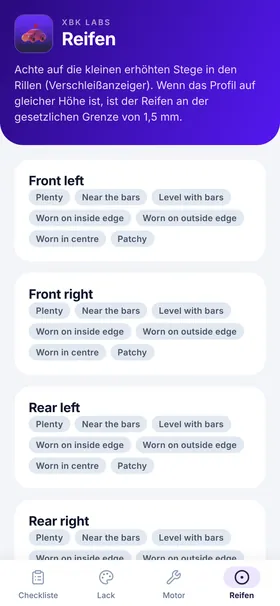 XBK LABS
Reifen
Achte auf die kleinen erhöhten Stege in den
Rillen (Verschleißanzeiger). Wenn das Profil auf
gleicher Höhe ist, ist der Reifen an der
gesetzlichen Grenze von 1,5 mm.
Front left
Plenty Near the bars Level with bars
Worn on inside edge Worn on outside edge
Worn in centre Patchy
Front right
Plenty Near the bars Level with bars
Worn on inside edge Worn on outside edge
Worn in centre Patchy
Rear left
Plenty Near the bars Level with bars
Worn on inside edge Worn on outside edge
Worn in centre Patchy
Rear right
Plenty Near the bars Level with bars
Worn on inside edge Worn on outside edge
Checkliste Lack Motor Reifen